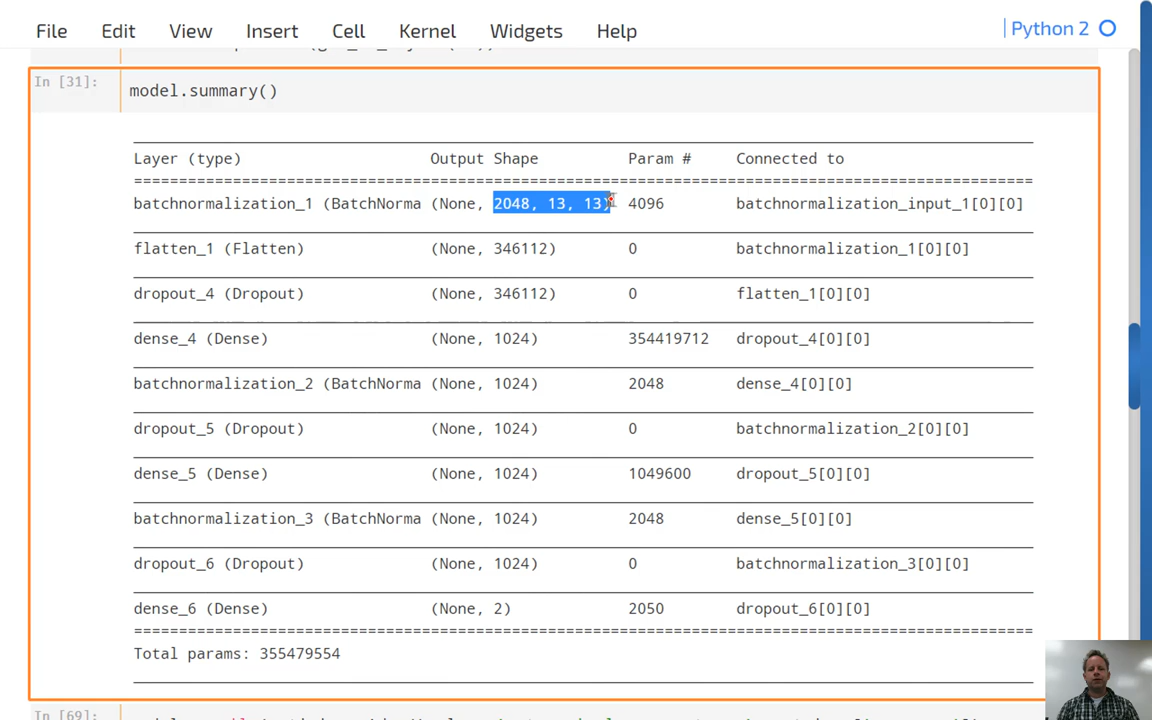 File Edit View Insert Cell Kernel Widgets Help Python 2
In [31]: model.summary()
Layer (type) Output Shape Param # Connected to
batchnormalization_1 (BatchNorma (None, 2048, 13, 13) 4096 batchnormalization_input_1[0][0]
flatten_1 (Flatten) (None, 346112) 0 batchnormalization_1[0][0]
dropout_4 (Dropout) (None, 346112) 0 flatten_1[0][0]
dense_4 (Dense) (None, 1024) 354419712 dropout_4[0][0]
batchnormalization_2 (BatchNorma (None, 1024) 2048 dense_4[0][0]
dropout_5 (Dropout) (None, 1024) 0 batchnormalization_2[0][0]
dense_5 (Dense) (None, 1024) 1049600 dropout_5[0][0]
batchnormalization_3 (BatchNorma (None, 1024) 2048 dense_5[0][0]
dropout_6 (Dropout) (None, 1024) 0 batchnormalization_3[0][0]
dense_6 (Dense) (None, 2) 2050 dropout_6[0][0]
Total params: 355479554
In [69]: